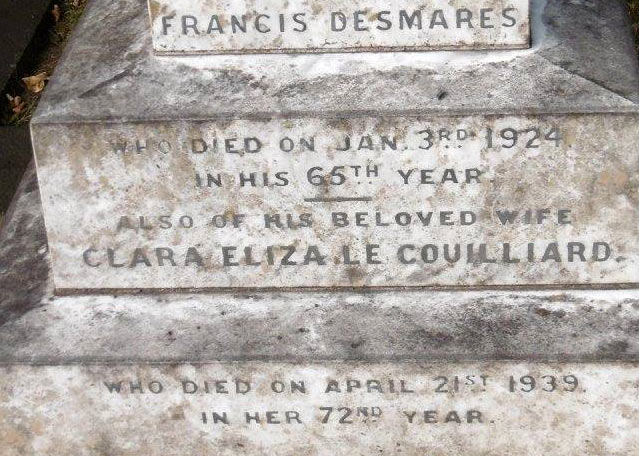 FRANCIS DESMARES
WHO DIED ON JAN. 3RD 1924.
IN HIS 65TH YEAR.
ALSO OF HIS BELOVED WIFE
CLARA ELIZA LE COUILLIARD.
WHO DIED ON APRIL 21ST 1939.
IN HER 72ND YEAR.